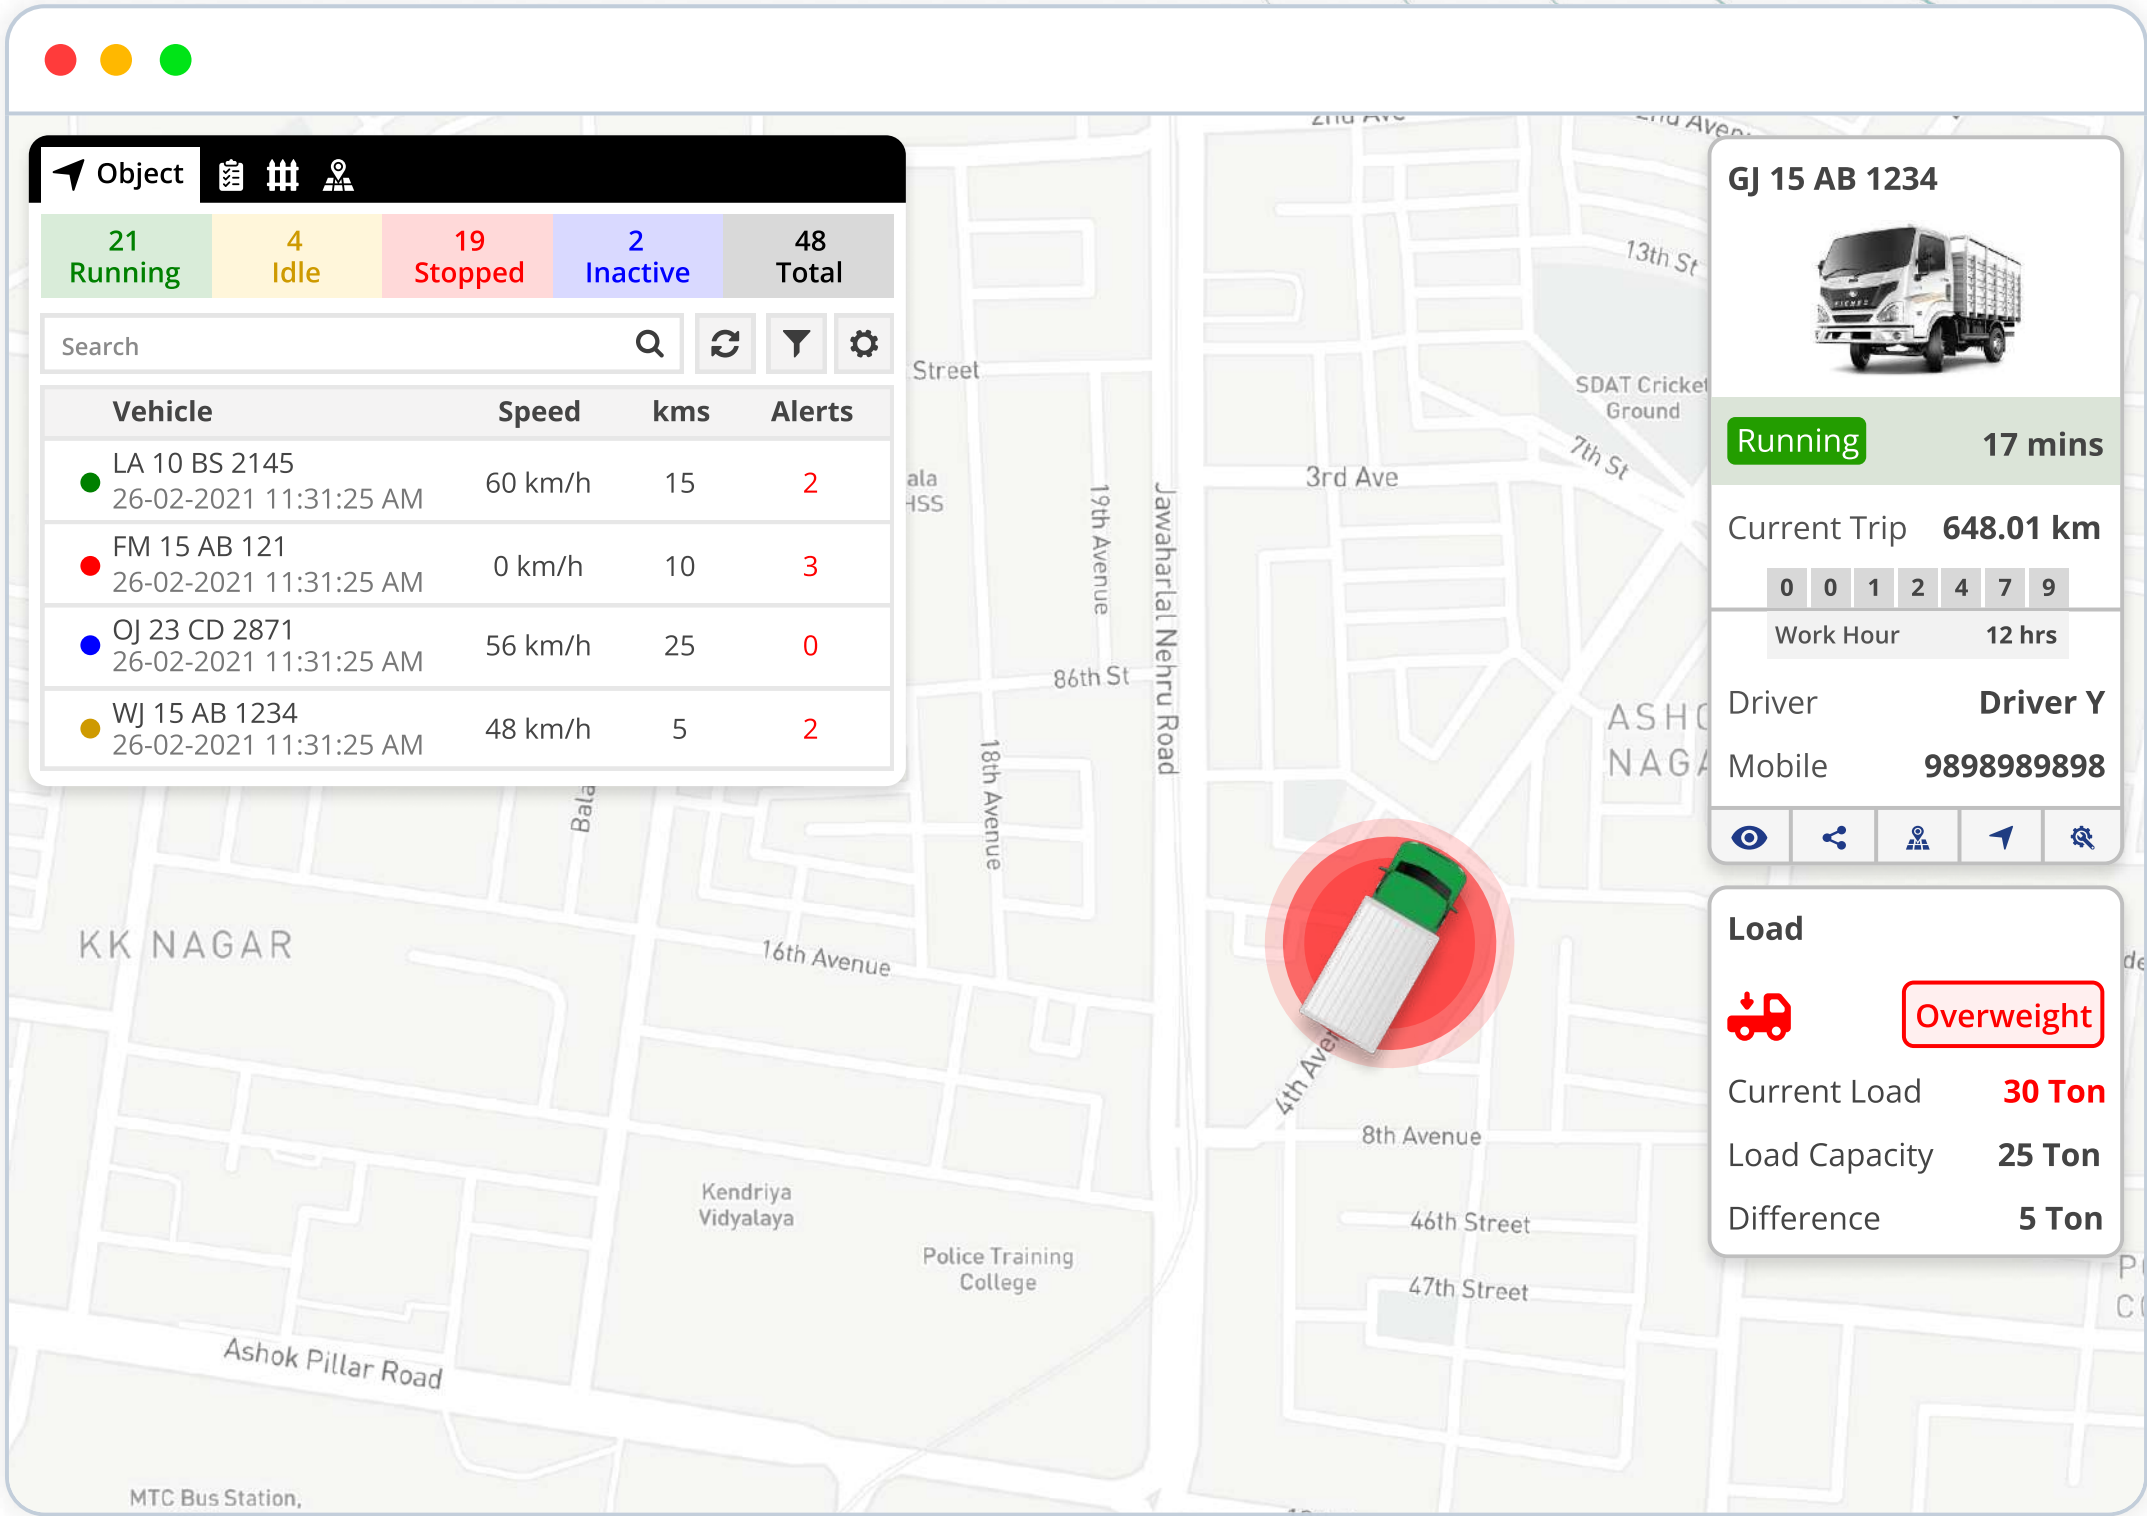 Object
21 4 19 2 48
Running Idle Stopped Inactive Total
Search
Vehicle Speed kms Alerts
LA 10 BS 2145
26-02-2021 11:31:25 AM 60 km/h 15 2
FM 15 AB 121
26-02-2021 11:31:25 AM 0 km/h 10 3
OJ 23 CD 2871
26-02-2021 11:31:25 AM 56 km/h 25 0
WJ 15 AB 1234
26-02-2021 11:31:25 AM 48 km/h 5 2
GJ 15 AB 1234
Running 17 mins
Current Trip 648.01 km
0 0 1 2 4 7 9
Work Hour 12 hrs
Driver Driver Y
Mobile 9898989898
Load
Overweight
Current Load 30 Ton
Load Capacity 25 Ton
Difference 5 Ton
2nd Ave
13th St
Street
SDAT Cricket
Ground
7th St
3rd Ave
19th Avenue
Jawaharlal Nehru Road
86th St
18th Avenue
KK NAGAR
16th Avenue
8th Avenue
Kendriya
Vidyalaya
46th Street
Police Training
College
47th Street
Ashok Pillar Road
MTC Bus Station,